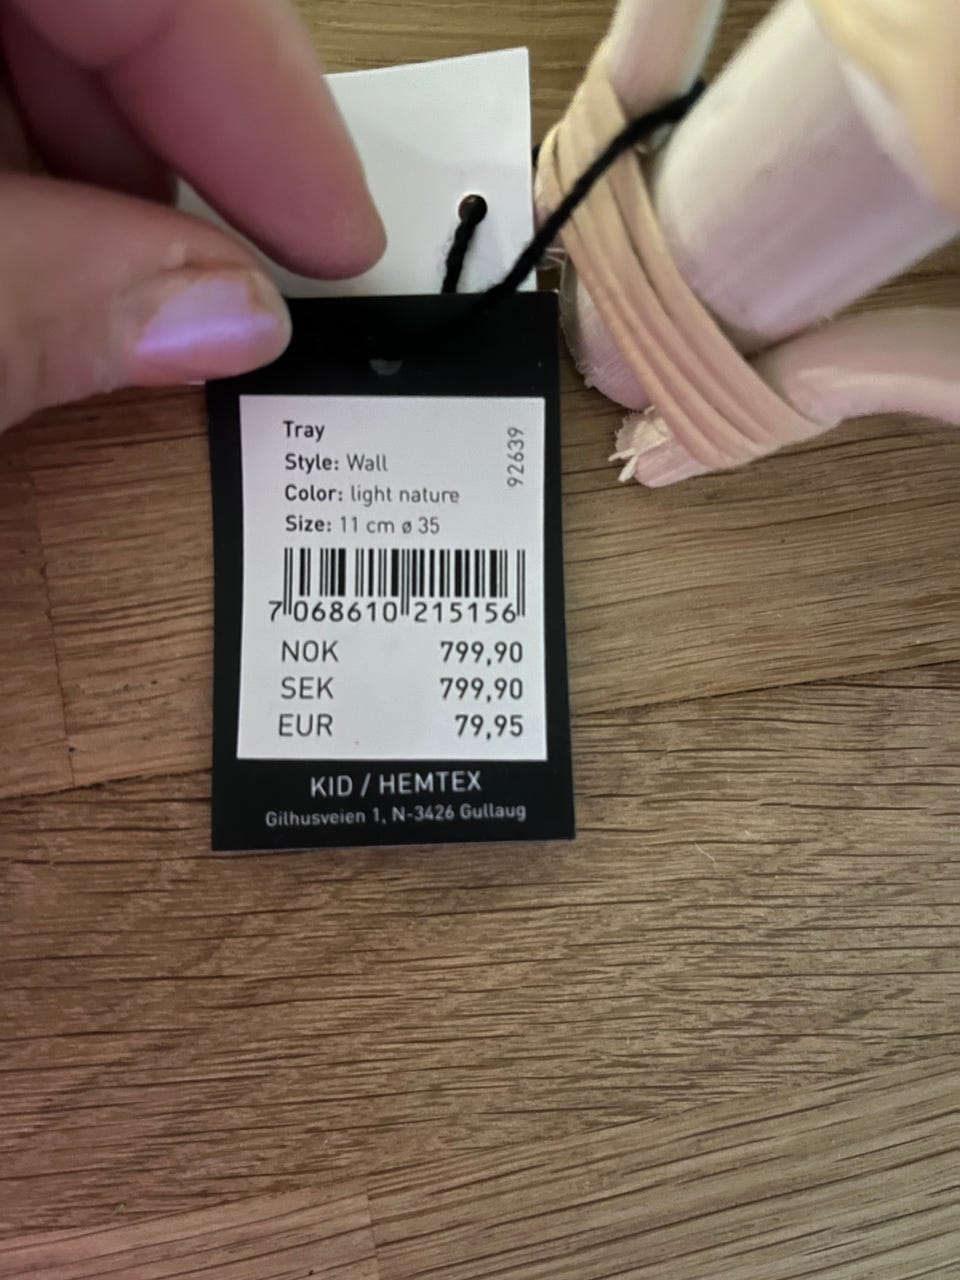 Tray
Style: Wall
Color: light nature
Size: 11 cm ø 35
92639
7 068610 215156
NOK 799,90
SEK 799,90
EUR 79,95
KID / HEMTEX
Gilhusveien 1, N-3426 Gullaug